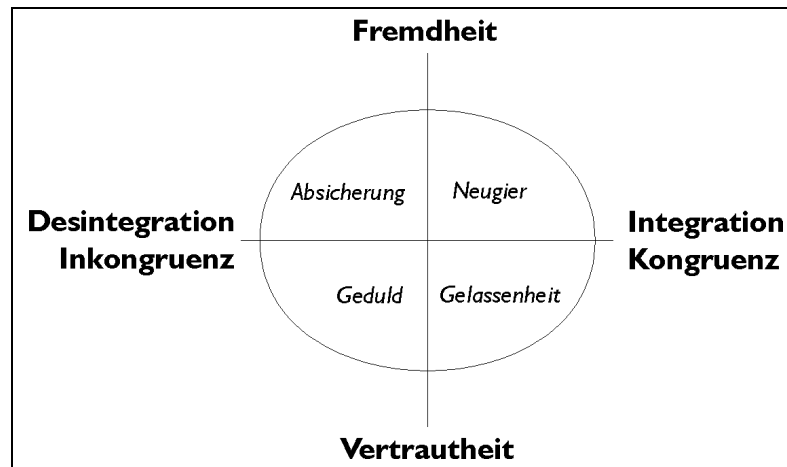 Fremdheit
Absicherung
Neugier
Desintegration
Inkongruenz
Integration
Kongruenz
Geduld
Gelassenheit
Vertrautheit